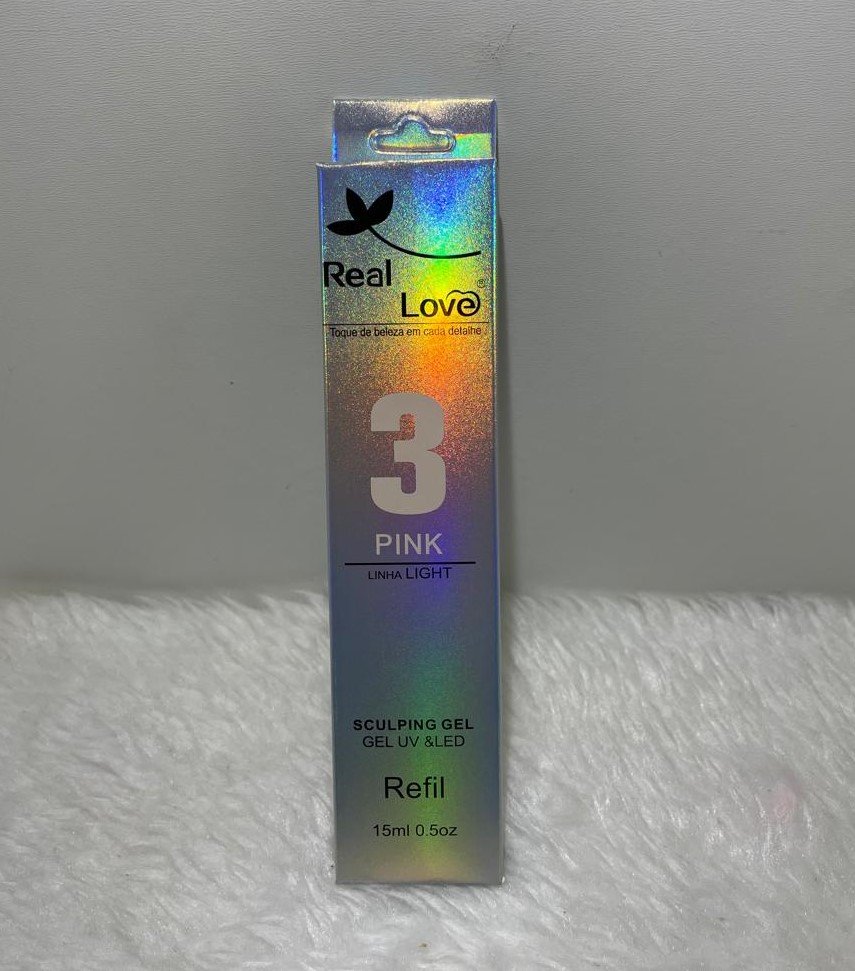 Real
Love®
Toque de beleza em cada detalhe
3
PINK
LINHA LIGHT
SCULPING GEL
GEL UV &LED
Refil
15ml 0.5oz